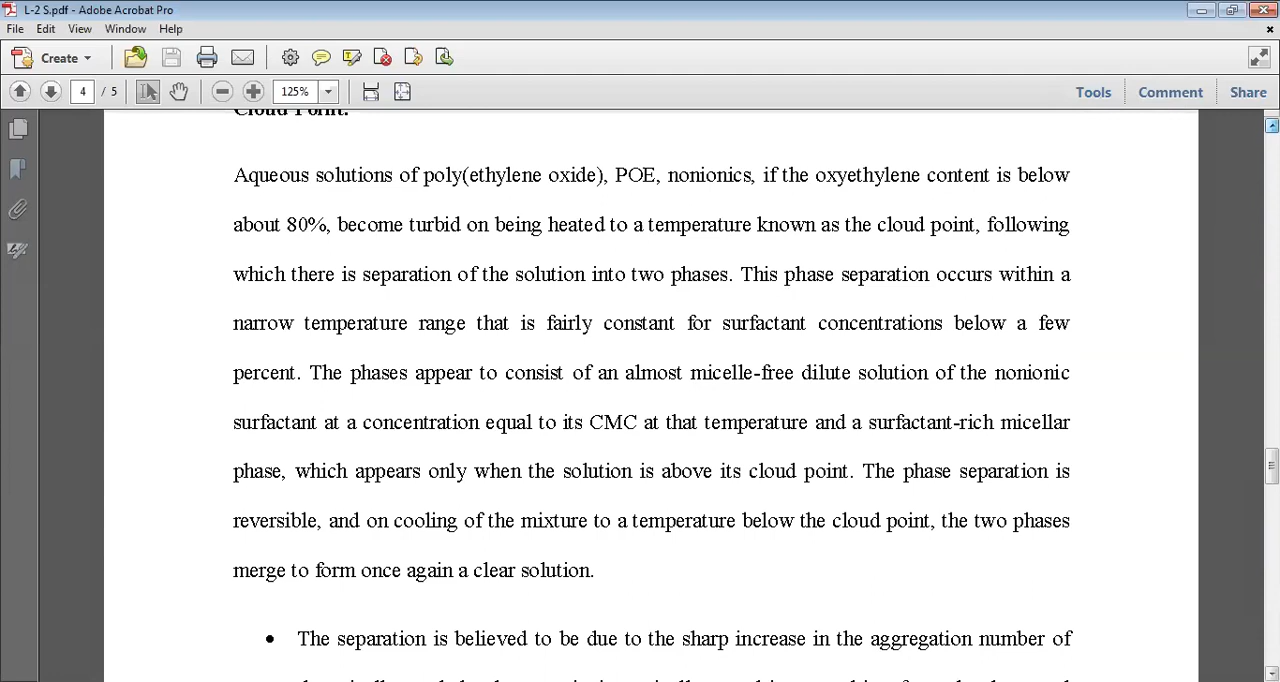 L-2 S.pdf - Adobe Acrobat Pro
File Edit View Window Help
Create
4 / 5 125% Tools Comment Share
Cloud Point:
Aqueous solutions of poly(ethylene oxide), POE, nonionics, if the oxyethylene content is below
about 80%, become turbid on being heated to a temperature known as the cloud point, following
which there is separation of the solution into two phases. This phase separation occurs within a
narrow temperature range that is fairly constant for surfactant concentrations below a few
percent. The phases appear to consist of an almost micelle-free dilute solution of the nonionic
surfactant at a concentration equal to its CMC at that temperature and a surfactant-rich micellar
phase, which appears only when the solution is above its cloud point. The phase separation is
reversible, and on cooling of the mixture to a temperature below the cloud point, the two phases
merge to form once again a clear solution.
• The separation is believed to be due to the sharp increase in the aggregation number of